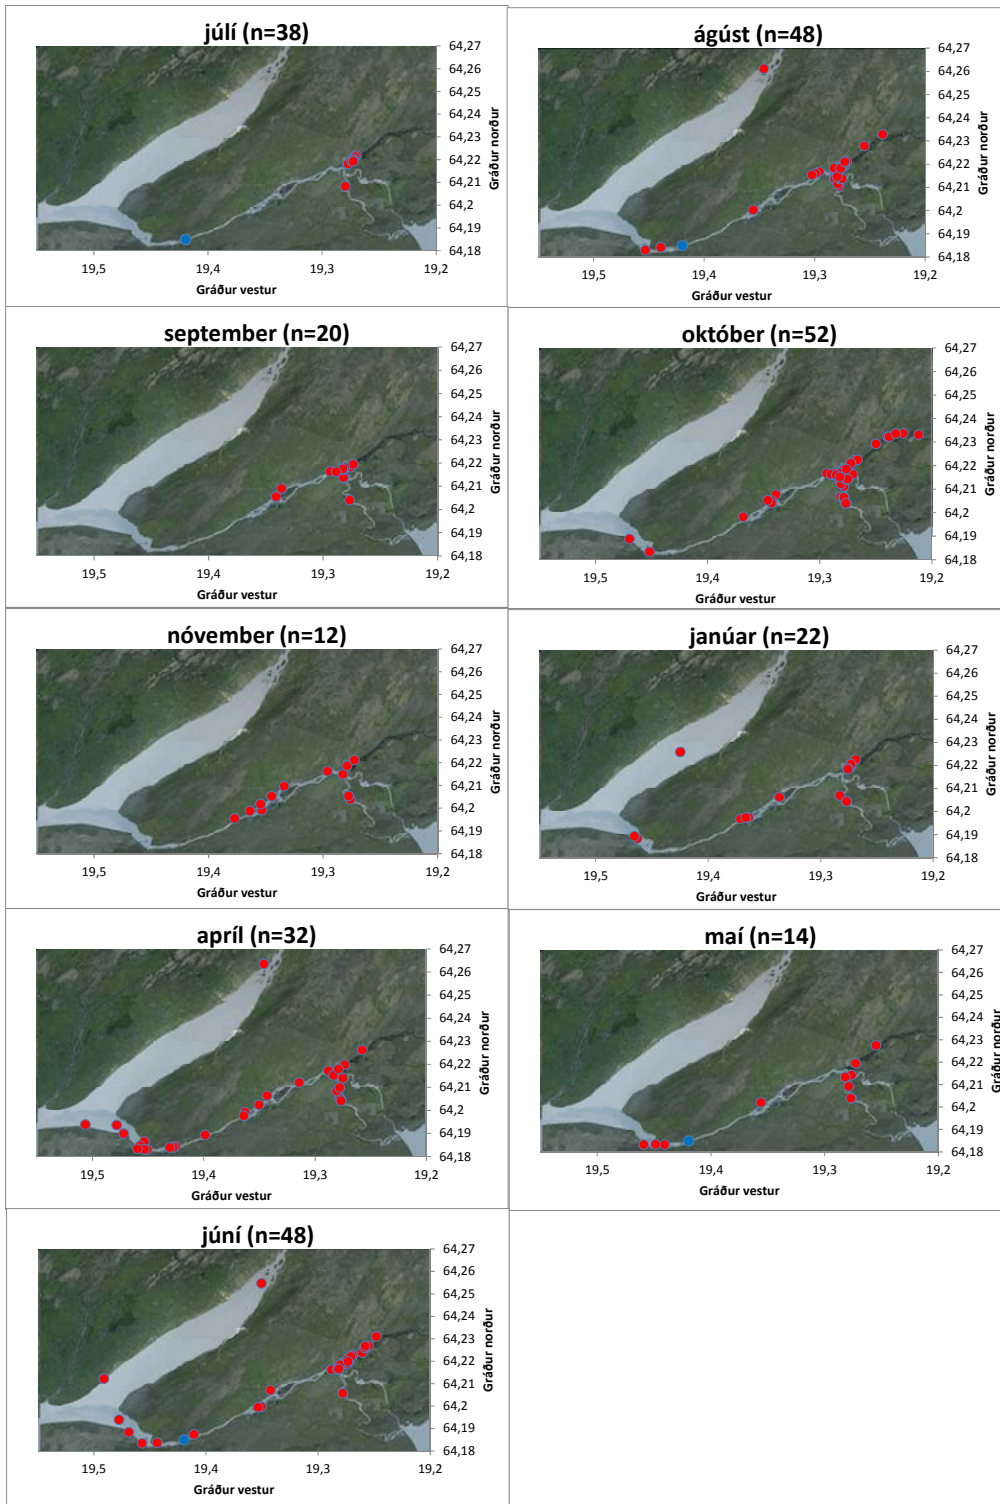 júlí (n=38)
64,27
64,26
64,25
64,24
64,23
64,22
64,21
64,2
64,19
64,18
Gráður norður
19,5 19,4 19,3 19,2
Gráður vestur
ágúst (n=48)
64,27
64,26
64,25
64,24
64,23
64,22
64,21
64,2
64,19
64,18
Gráður norður
19,5 19,4 19,3 19,2
Gráður vestur
september (n=20)
64,27
64,26
64,25
64,24
64,23
64,22
64,21
64,2
64,19
64,18
Gráður norður
19,5 19,4 19,3 19,2
Gráður vestur
október (n=52)
64,27
64,26
64,25
64,24
64,23
64,22
64,21
64,2
64,19
64,18
Gráður norður
19,5 19,4 19,3 19,2
Gráður vestur
nóvember (n=12)
64,27
64,26
64,25
64,24
64,23
64,22
64,21
64,2
64,19
64,18
Gráður norður
19,5 19,4 19,3 19,2
Gráður vestur
janúar (n=22)
64,27
64,26
64,25
64,24
64,23
64,22
64,21
64,2
64,19
64,18
Gráður norður
19,5 19,4 19,3 19,2
Gráður vestur
apríl (n=32)
64,27
64,26
64,25
64,24
64,23
64,22
64,21
64,2
64,19
64,18
Gráður norður
19,5 19,4 19,3 19,2
Gráður vestur
maí (n=14)
64,27
64,26
64,25
64,24
64,23
64,22
64,21
64,2
64,19
64,18
Gráður norður
19,5 19,4 19,3 19,2
Gráður vestur
júní (n=48)
64,27
64,26
64,25
64,24
64,23
64,22
64,21
64,2
64,19
64,18
Gráður norður
19,5 19,4 19,3 19,2
Gráður vestur